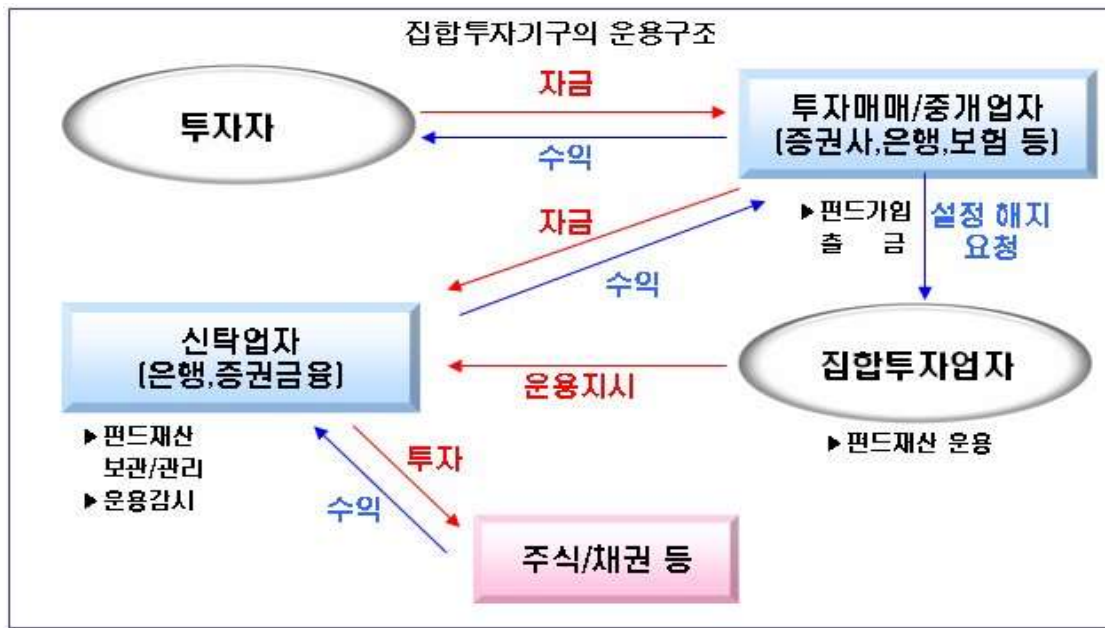 집합투자기구의 운용구조
투자자
자금
수익
투자매매/중개업자
(증권사,은행,보험 등)
자금
수익
▶펀드가입
출 금
설정 해지
요청
신탁업자
(은행,증권금융)
운용지시
집합투자업자
▶펀드재산
보관/관리
▶운용감시
▶펀드재산 운용
투자
수익
주식/채권 등